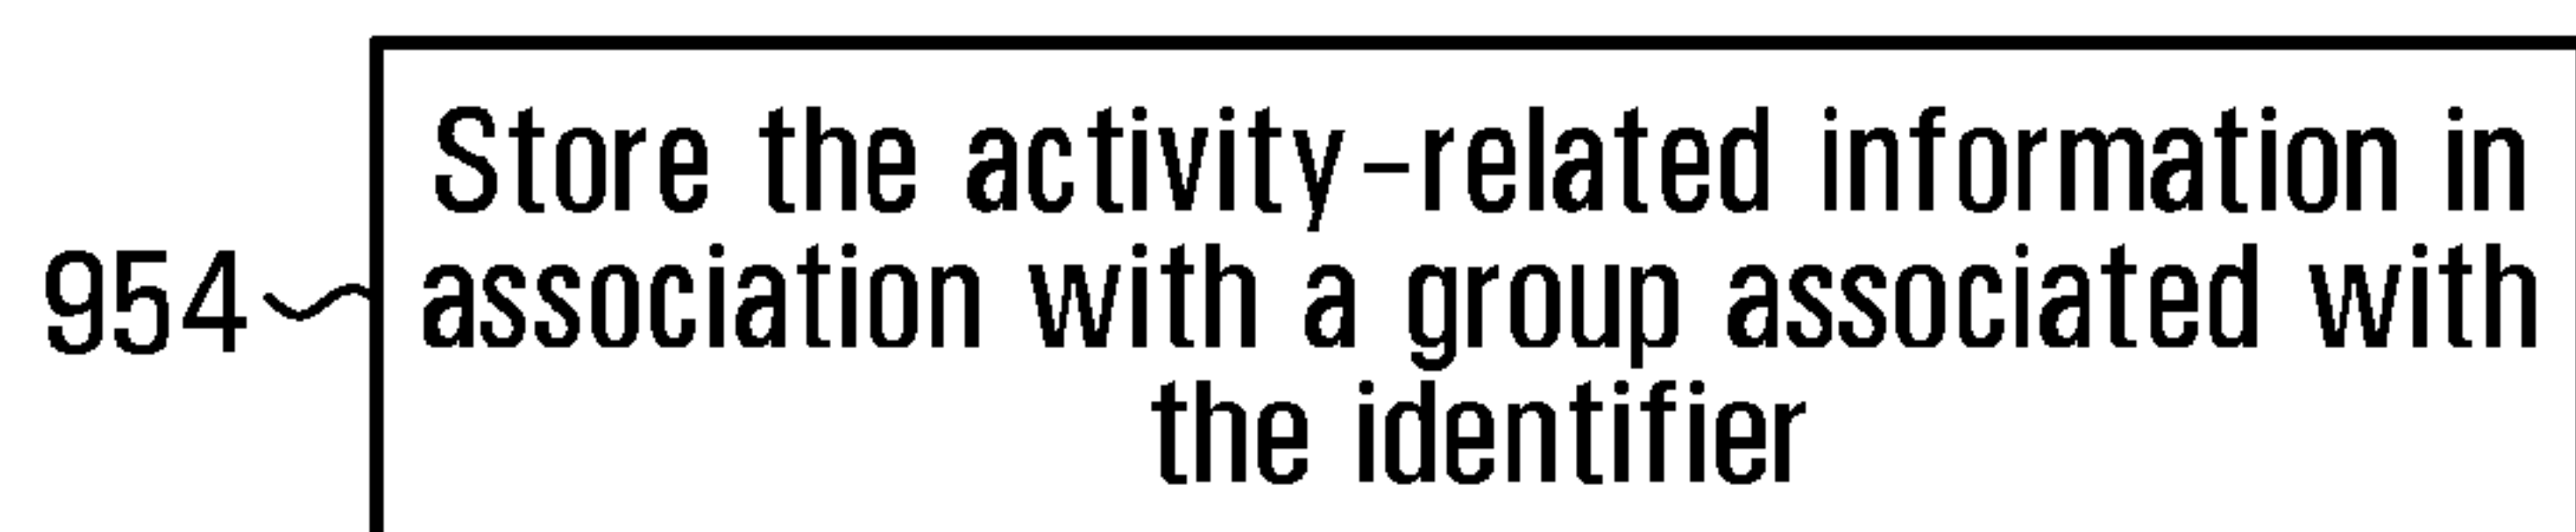 Store the activity-related information in
954 association with a group associated with
the identifier